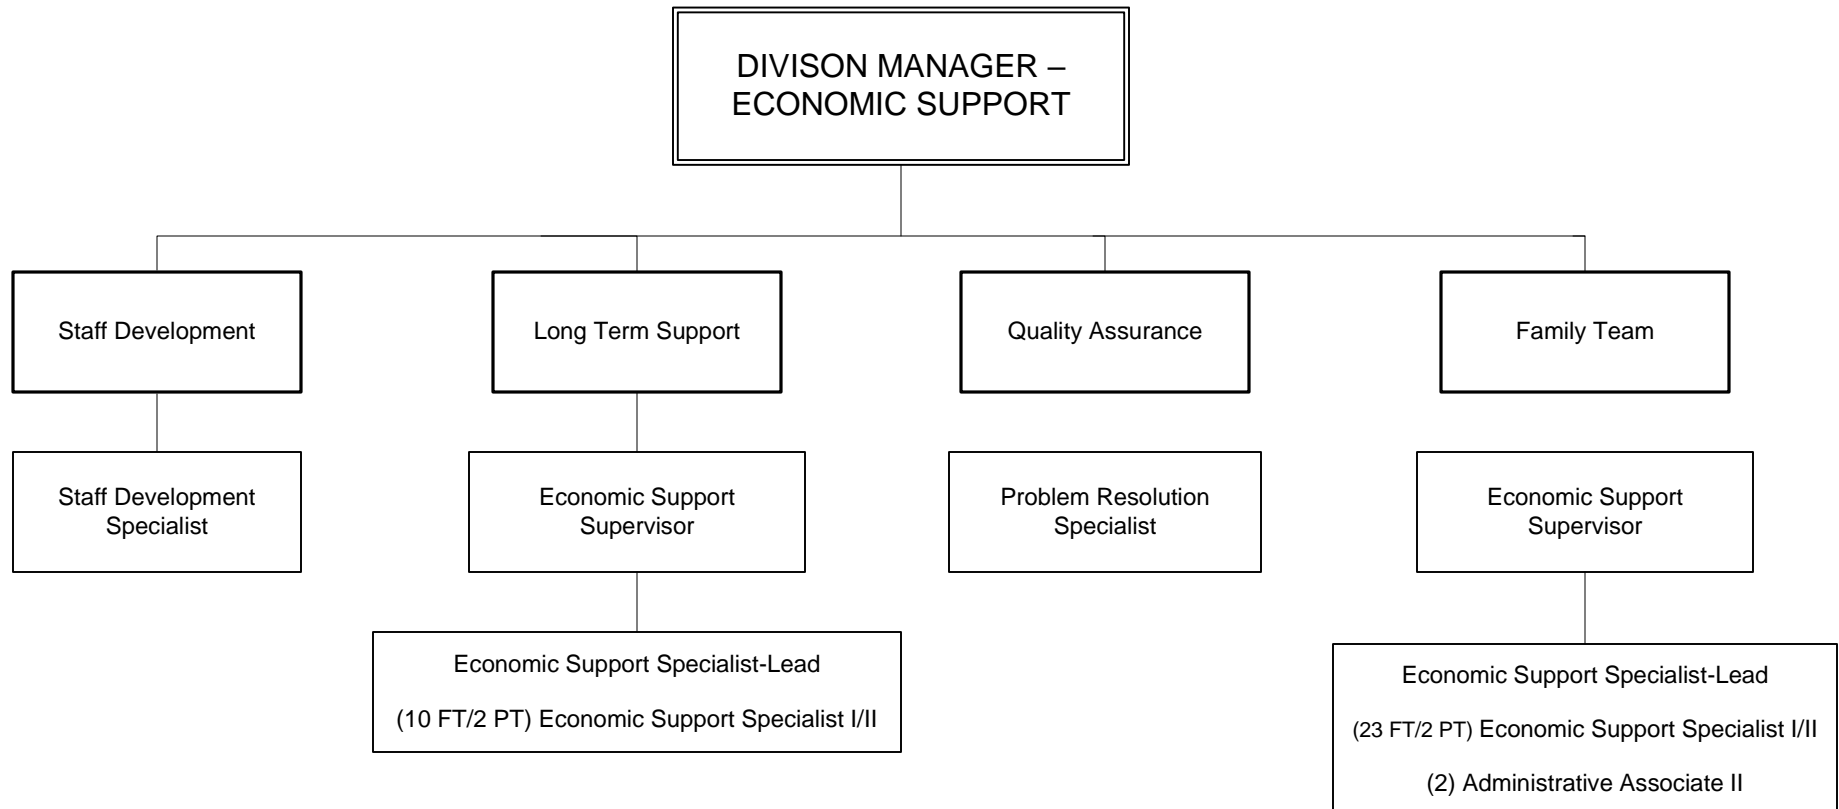 DIVISON MANAGER –
ECONOMIC SUPPORT
Staff Development
Long Term Support
Quality Assurance
Family Team
Staff Development
Specialist
Economic Support
Supervisor
Problem Resolution
Specialist
Economic Support
Supervisor
Economic Support Specialist-Lead
(10 FT/2 PT) Economic Support Specialist I/II
Economic Support Specialist-Lead
(23 FT/2 PT) Economic Support Specialist I/II
(2) Administrative Associate II